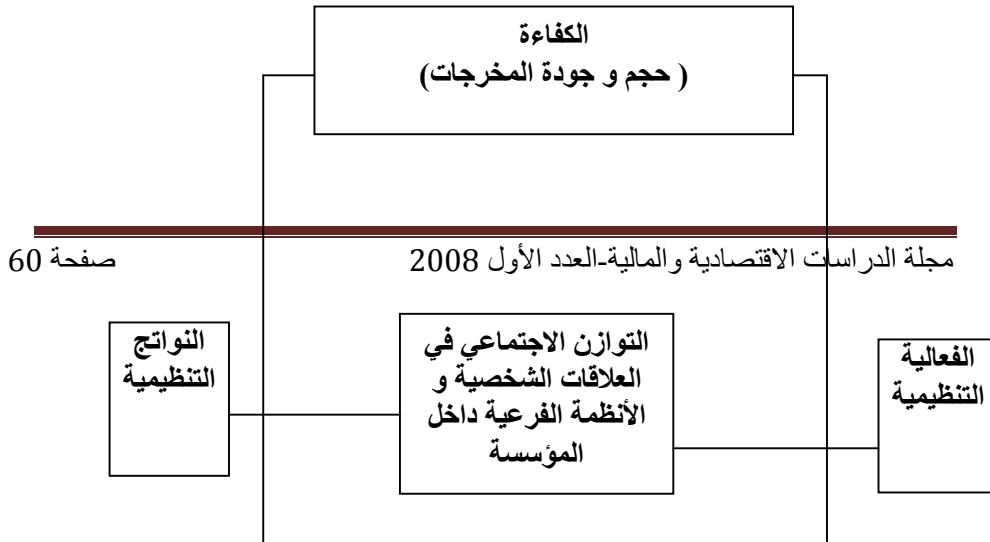 الكفاءة
( حجم و جودة المخرجات)
مجلة الدراسات الاقتصادية والمالية-العدد الأول 2008
صفحة 60
الفعالية
التنظيمية
التوازن الاجتماعي في
العلاقات الشخصية و
الأنظمة الفرعية داخل
المؤسسة
النواتج
التنظيمية